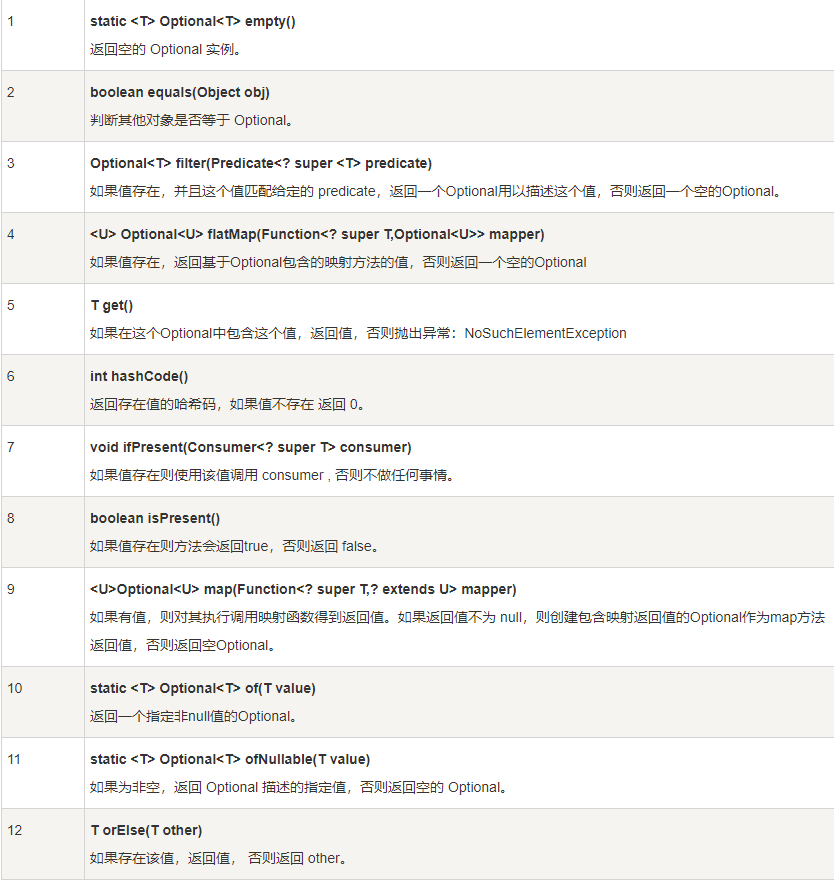 1
static <T> Optional<T> empty()
返回空的 Optional 实例。
2
boolean equals(Object obj)
判断其他对象是否等于 Optional。
3
Optional<T> filter(Predicate<? super <T> predicate)
如果值存在，并且这个值匹配给定的 predicate，返回一个Optional用以描述这个值，否则返回一个空的Optional。
4
<U> Optional<U> flatMap(Function<? super T,Optional<U>> mapper)
如果值存在，返回基于Optional包含的映射方法的值，否则返回一个空的Optional
5
T get()
如果在这个Optional中包含这个值，返回值，否则抛出异常：NoSuchElementException
6
int hashCode()
返回存在值的哈希码，如果值不存在 返回 0。
7
void ifPresent(Consumer<? super T> consumer)
如果值存在则使用该值调用 consumer , 否则不做任何事情。
8
boolean isPresent()
如果值存在则方法会返回true，否则返回 false。
9
<U>Optional<U> map(Function<? super T,? extends U> mapper)
如果有值，则对其执行调用映射函数得到返回值。如果返回值不为 null，则创建包含映射返回值的Optional作为map方法
返回值，否则返回空Optional。
10
static <T> Optional<T> of(T value)
返回一个指定非null值的Optional。
11
static <T> Optional<T> ofNullable(T value)
如果为非空，返回 Optional 描述的指定值，否则返回空的 Optional。
12
T orElse(T other)
如果存在该值，返回值， 否则返回 other。